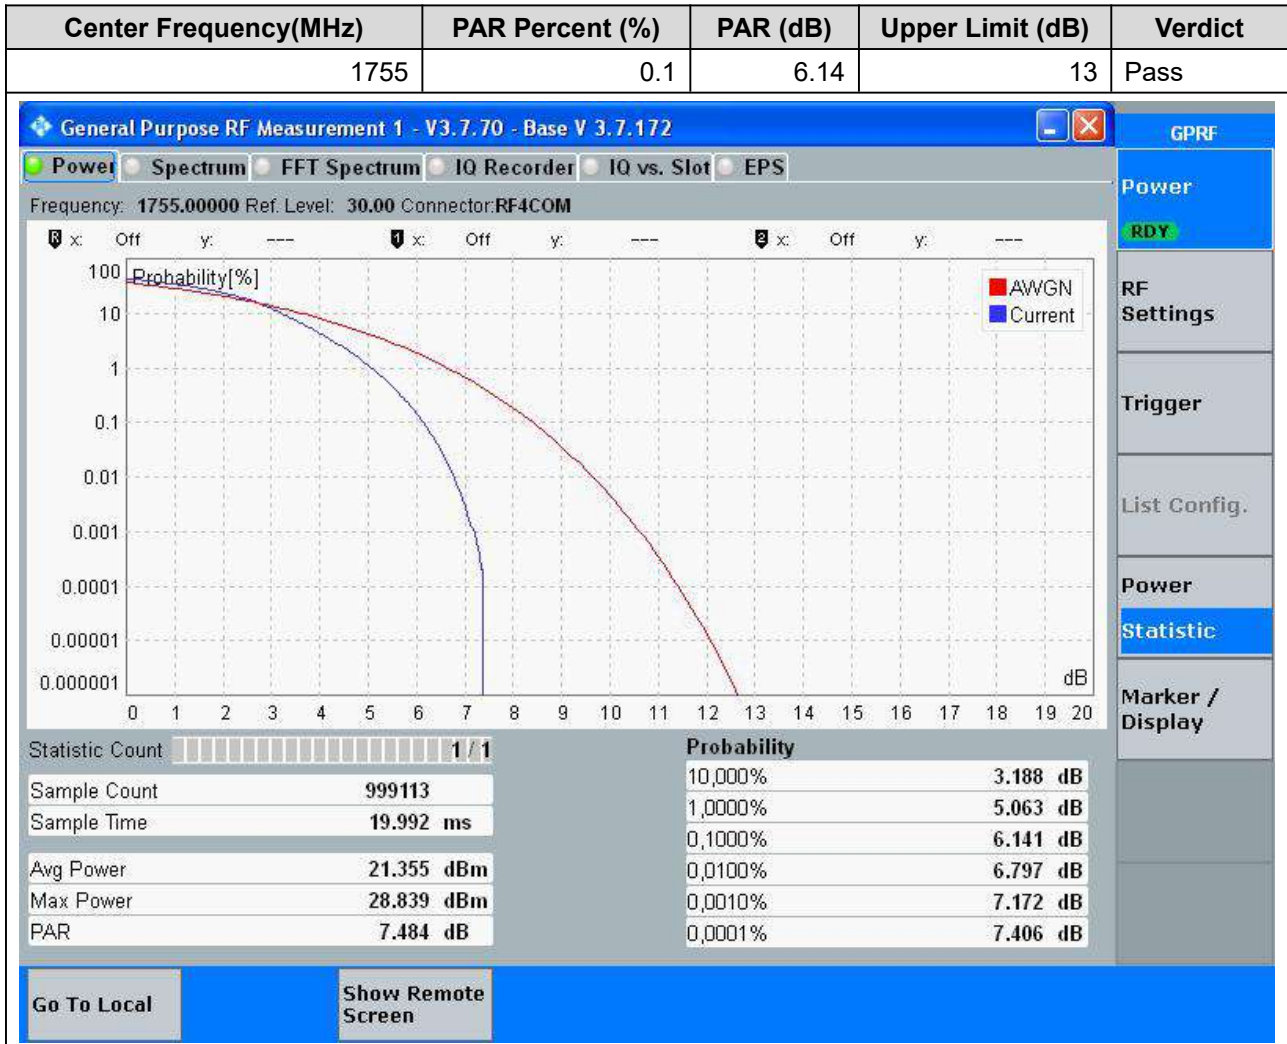 Center Frequency(MHz) PAR Percent (%) PAR (dB) Upper Limit (dB) Verdict
1755 0.1 6.14 13 Pass
General Purpose RF Measurement 1 - V3.7.70 - Base V 3.7.172
GPRF
Power Spectrum FFT Spectrum IQ Recorder IQ vs. Slot EPS
Power
RDY
Frequency: 1755.00000 Ref. Level: 30.00 Connector:RF4COM
R x: Off y: --- 1 x: Off y: --- 2 x: Off y: ---
100 Probability[%]
AWGN
Current
RF
Settings
10
1
Trigger
0.1
0.01
List Config.
0.001
0.0001
Power
0.00001
Statistic
0.000001
dB
Marker /
Display
0 1 2 3 4 5 6 7 8 9 10 11 12 13 14 15 16 17 18 19 20
Statistic Count 1 / 1
Probability
Sample Count 999113
Sample Time 19.992 ms
Avg Power 21.355 dBm
Max Power 28.839 dBm
PAR 7.484 dB
10,000% 3.188 dB
1,0000% 5.063 dB
0,1000% 6.141 dB
0,0100% 6.797 dB
0,0010% 7.172 dB
0,0001% 7.406 dB
Go To Local
Show Remote
Screen